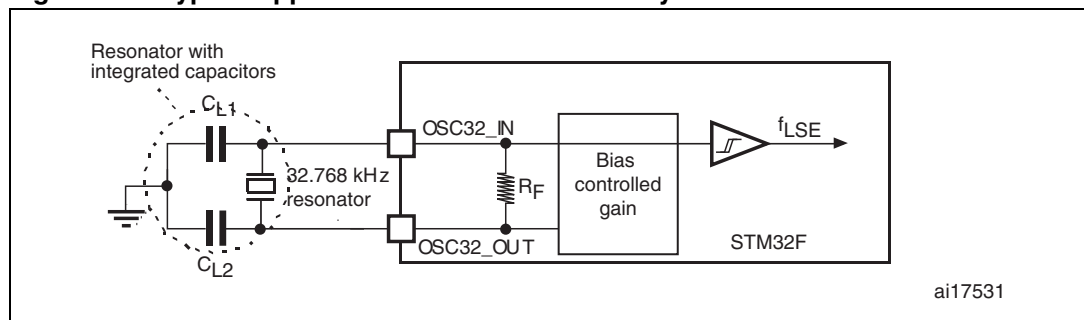 Resonator with
integrated capacitors
CL1
OSC32_IN
fLSE
32.768 kHz
resonator
RF
Bias
controlled
gain
OSC32_OUT
STM32F
CL2
ai17531